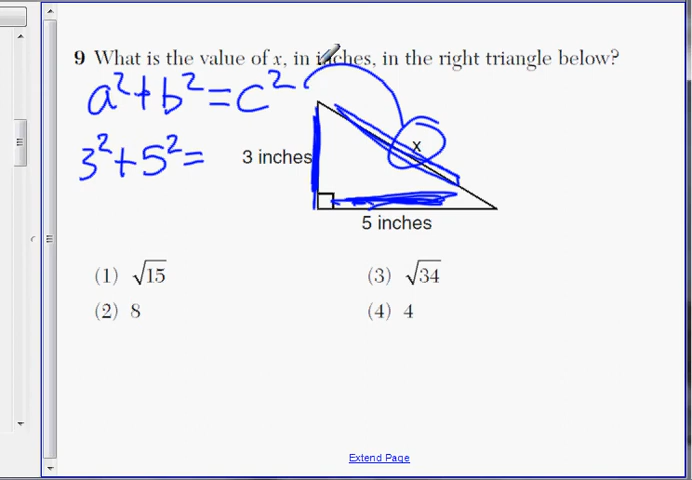 9 What is the value of x, in inches, in the right triangle below?
a²+b²=c²
3²+5²=
x
3 inches
5 inches
(1) √15
(3) √34
(2) 8
(4) 4
Extend Page